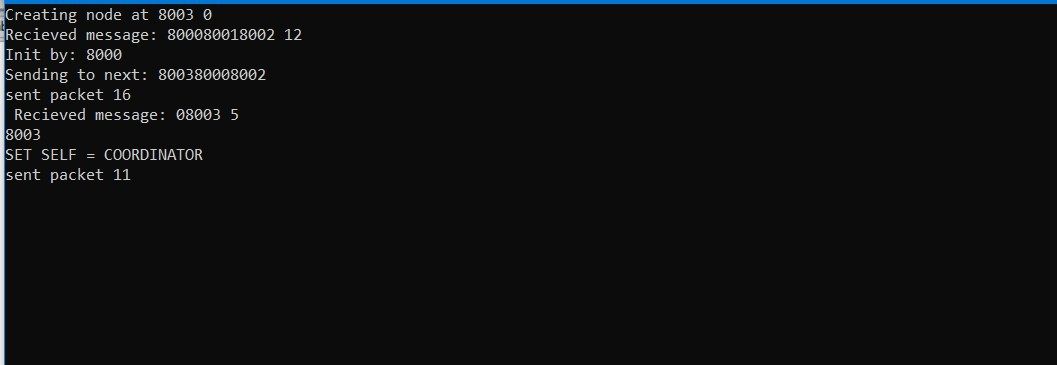 Creating node at 8003 0
Recieved message: 800080018002 12
Init by: 8000
Sending to next: 800380008002
sent packet 16
 Recieved message: 08003 5
8003
SET SELF = COORDINATOR
sent packet 11